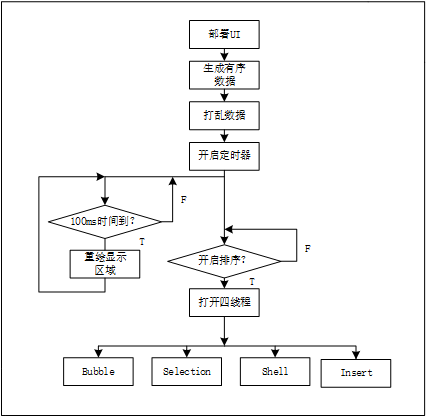 部署UI
生成有序
数据
打乱数据
开启定时器
F
100ms时间到?
T
重绘显示
区域
F
开启排序?
T
打开四线程
Bubble
Selection
Shell
Insert